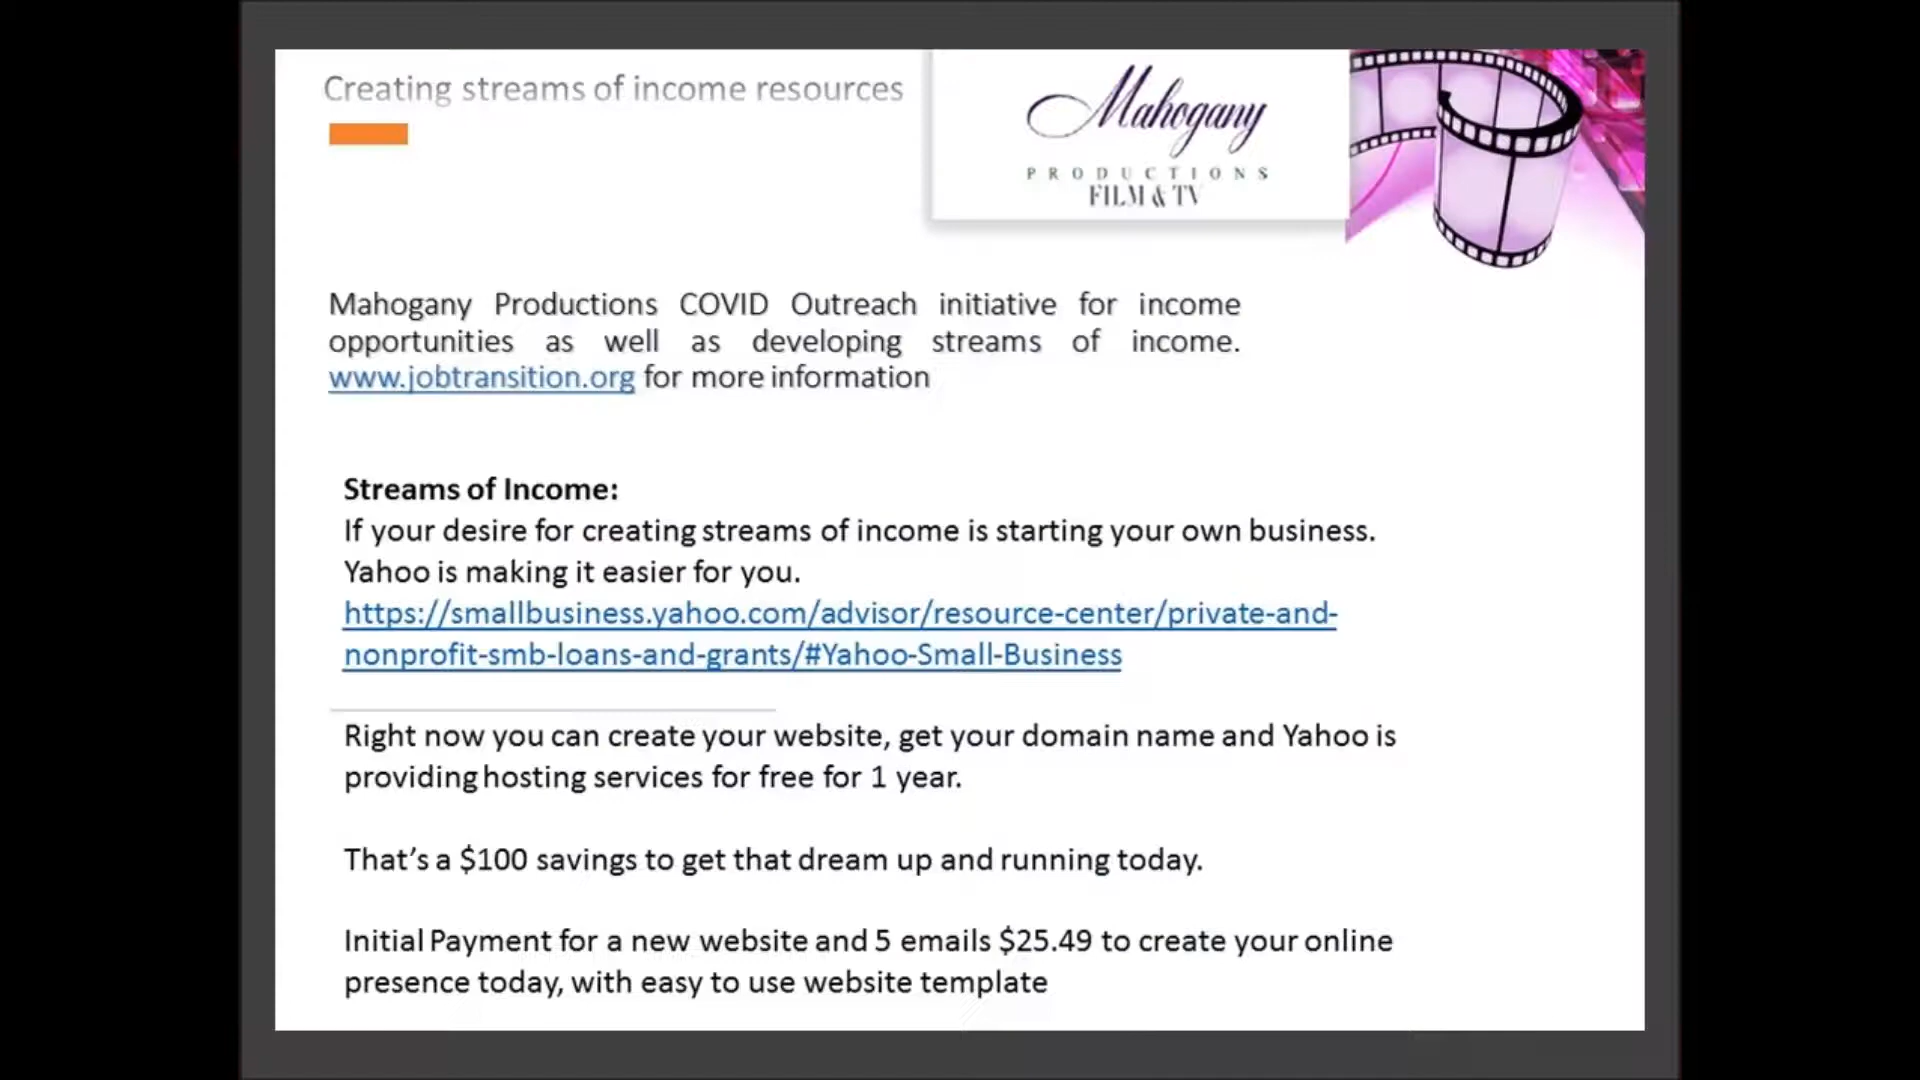 Creating streams of income resources
Mahogany
PRODUCTIONS
FILM & TV
Mahogany Productions COVID Outreach initiative for income
opportunities as well as developing streams of income.
www.jobtransition.org for more information
Streams of Income:
If your desire for creating streams of income is starting your own business.
Yahoo is making it easier for you.
https://smallbusiness.yahoo.com/advisor/resource-center/private-and-
nonprofit-smb-loans-and-grants/#Yahoo-Small-Business
Right now you can create your website, get your domain name and Yahoo is
providing hosting services for free for 1 year.
That’s a $100 savings to get that dream up and running today.
Initial Payment for a new website and 5 emails $25.49 to create your online
presence today, with easy to use website template